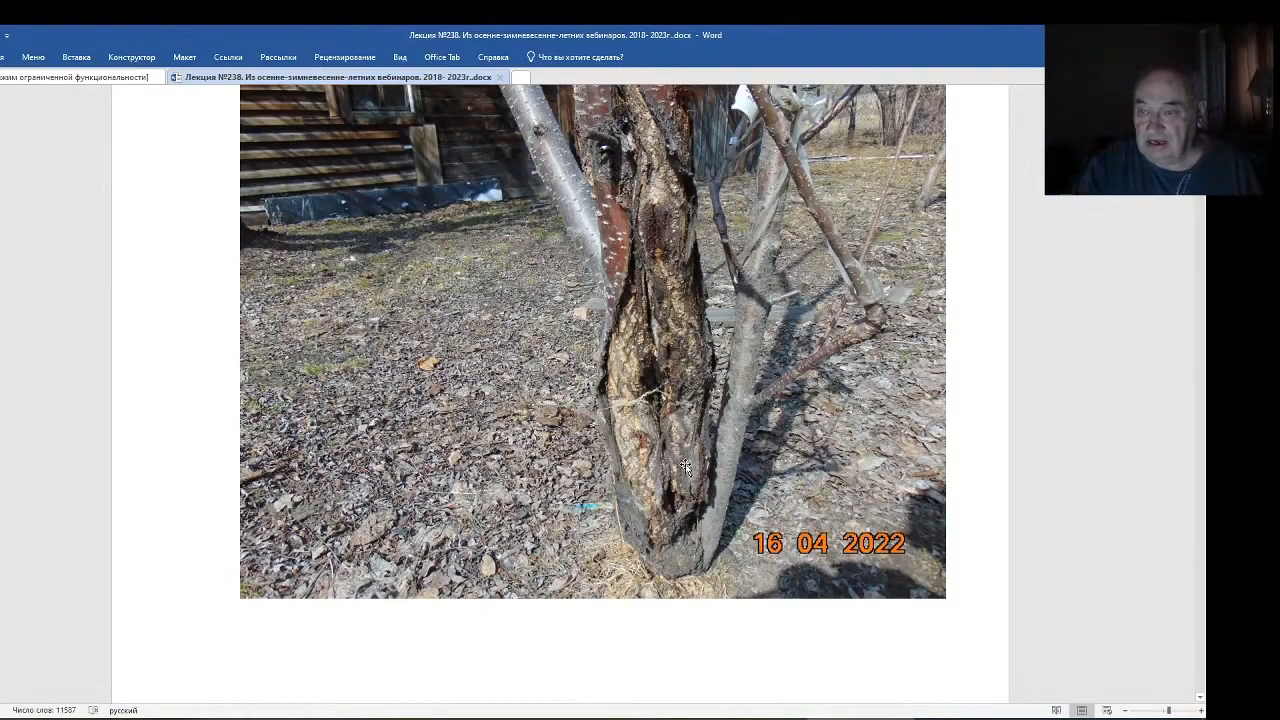 Лекция №238. Из осенне-зимневесенне-летних вебинаров. 2018- 2023г..docx - Word
я Меню Вставка Конструктор Макет Ссылки Рассылки Рецензирование Вид Office Tab Справка Что вы хотите сделать?
жим ограниченной функциональности] Лекция №238. Из осенне-зимневесенне-летних вебинаров. 2018- 2023г..docx
16 04 2022
Число слов: 11587 русский